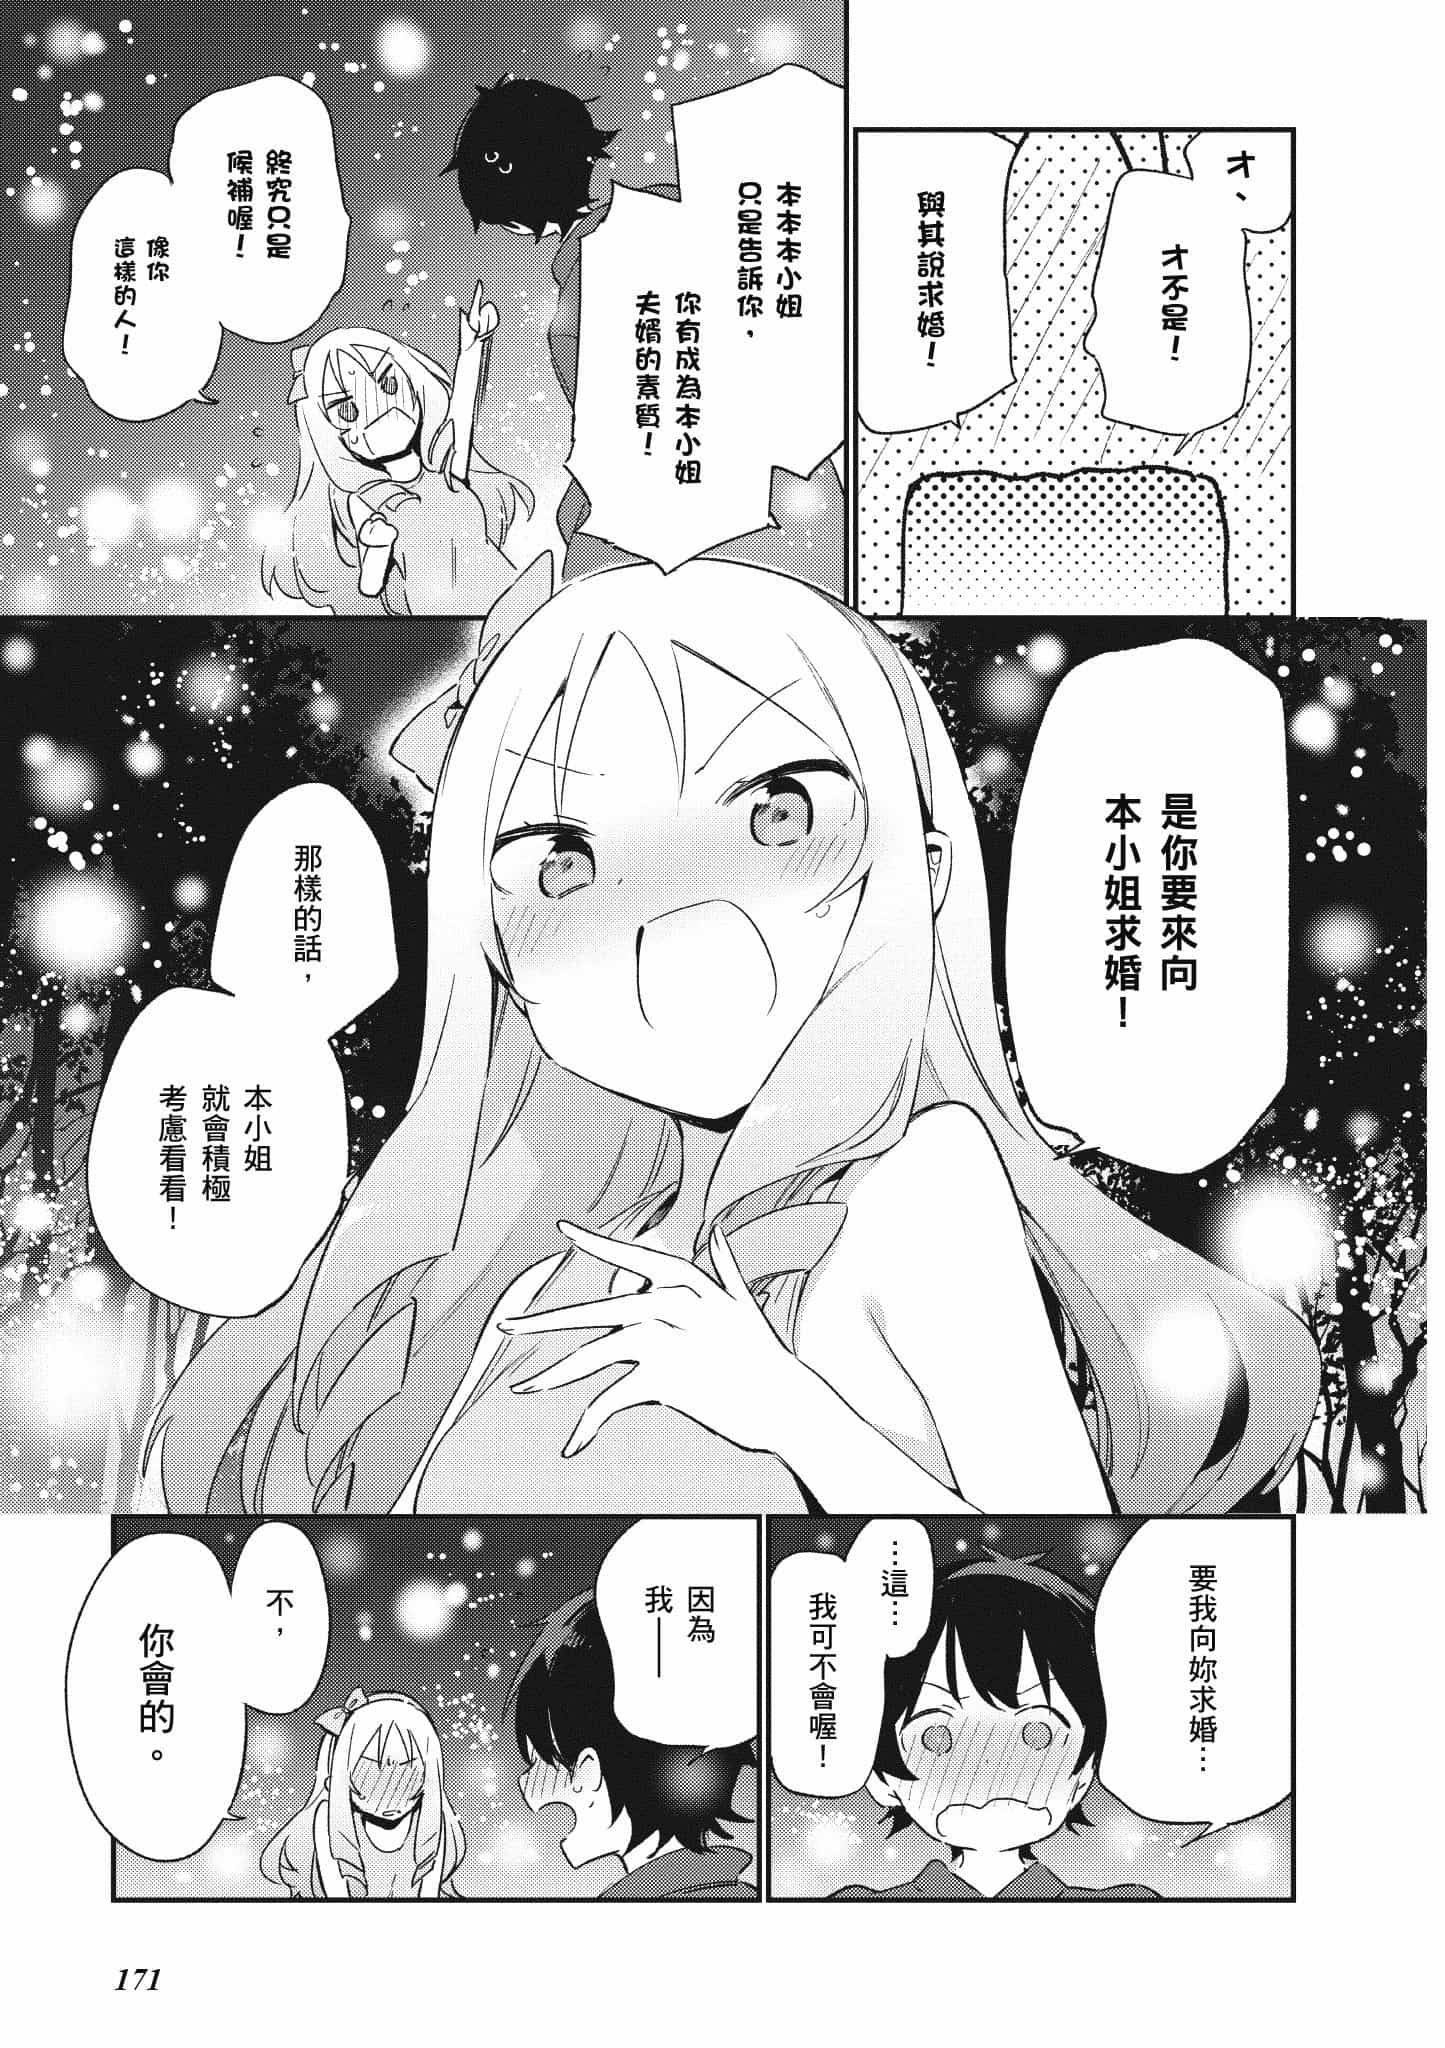 才、
才不是！
與其說求婚！
本本本小姐
只是告訴你，
你有成為本小姐
夫婿的素質！
終究只是
候補喔！
像你
這樣的人！
是你要來向
本小姐求婚！
那樣的話，
本小姐
就會積極
考慮看看！
要我向妳求婚…
…這…
我可不會喔！
因為
我——
不，
你會的。
171